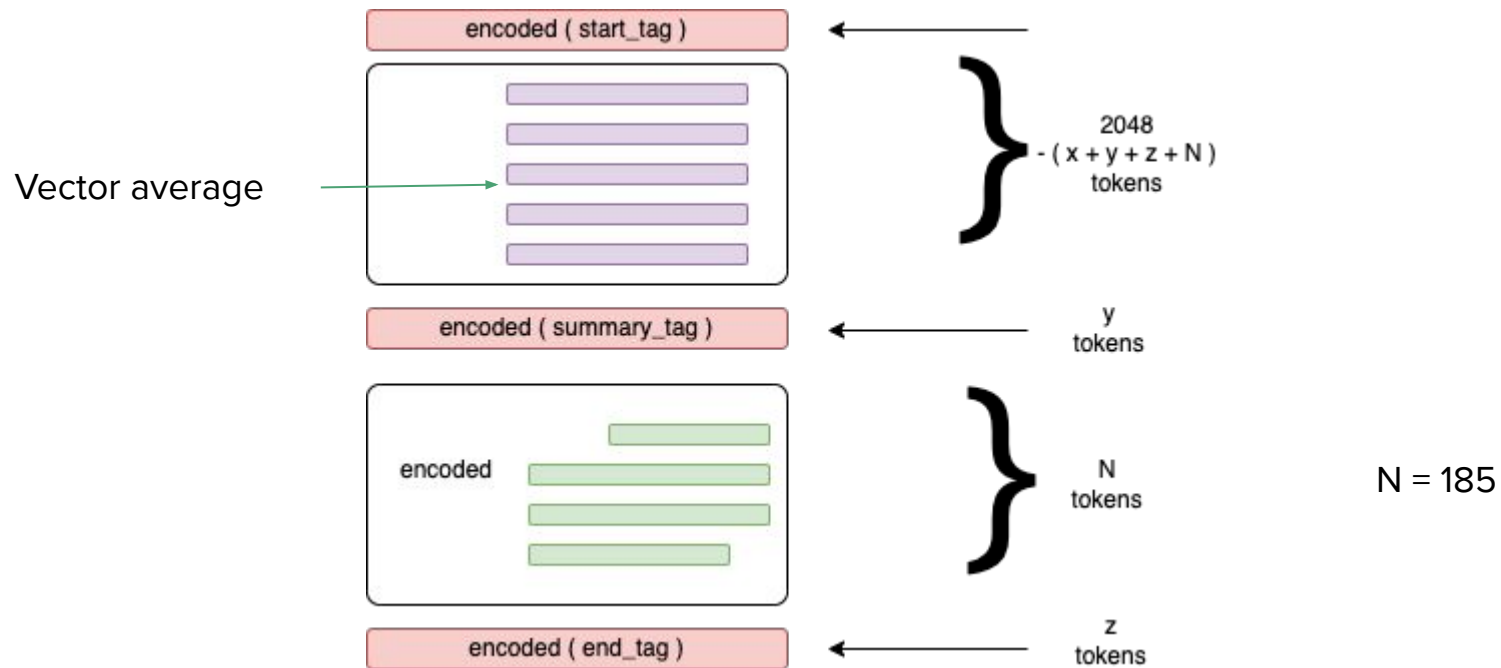 encoded ( start_tag )
2048
- ( x + y + z + N )
tokens
Vector average
encoded ( summary_tag )
y
tokens
encoded
N
tokens
N = 185
encoded ( end_tag )
z
tokens